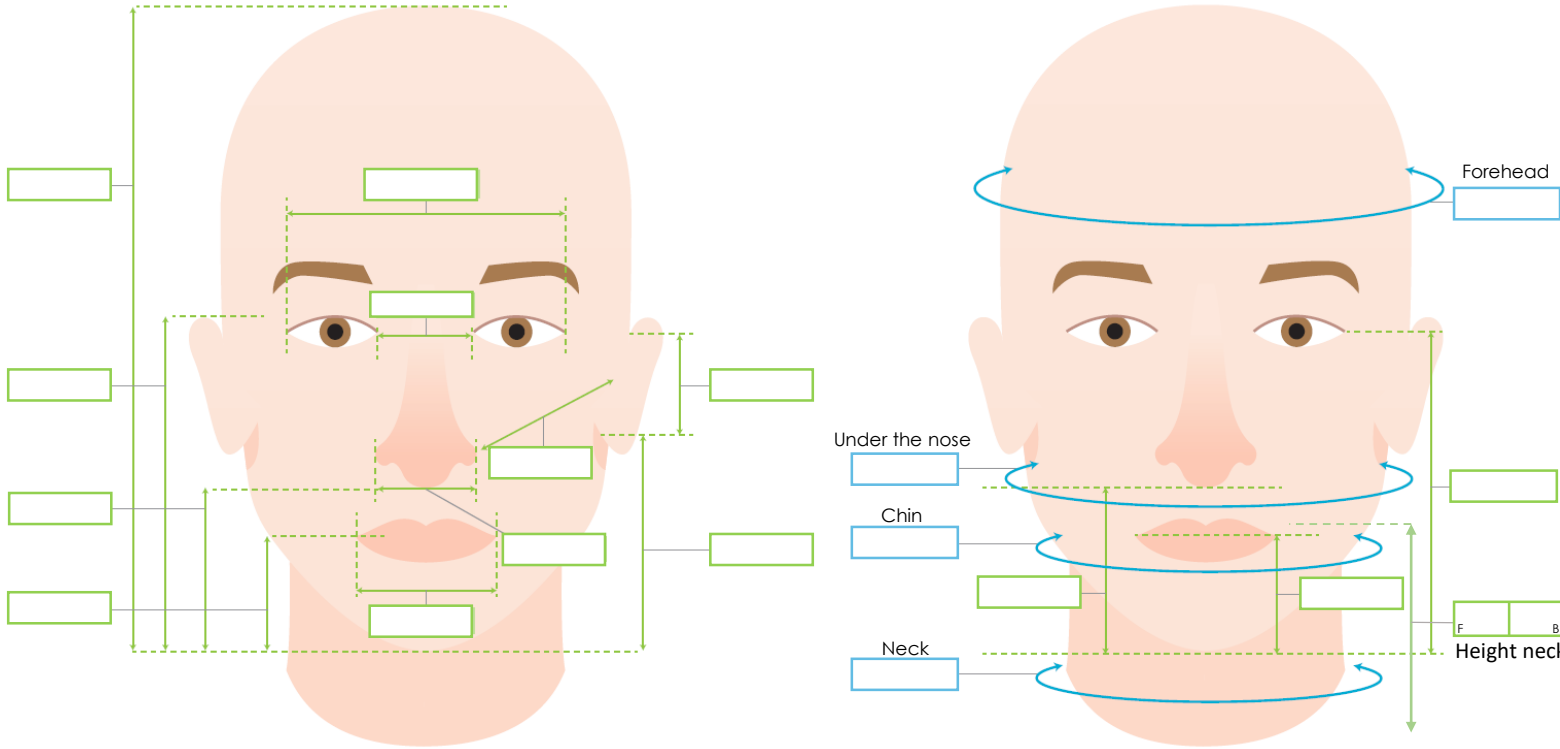 Forehead
Under the nose
Chin
F B
Neck
Height neck